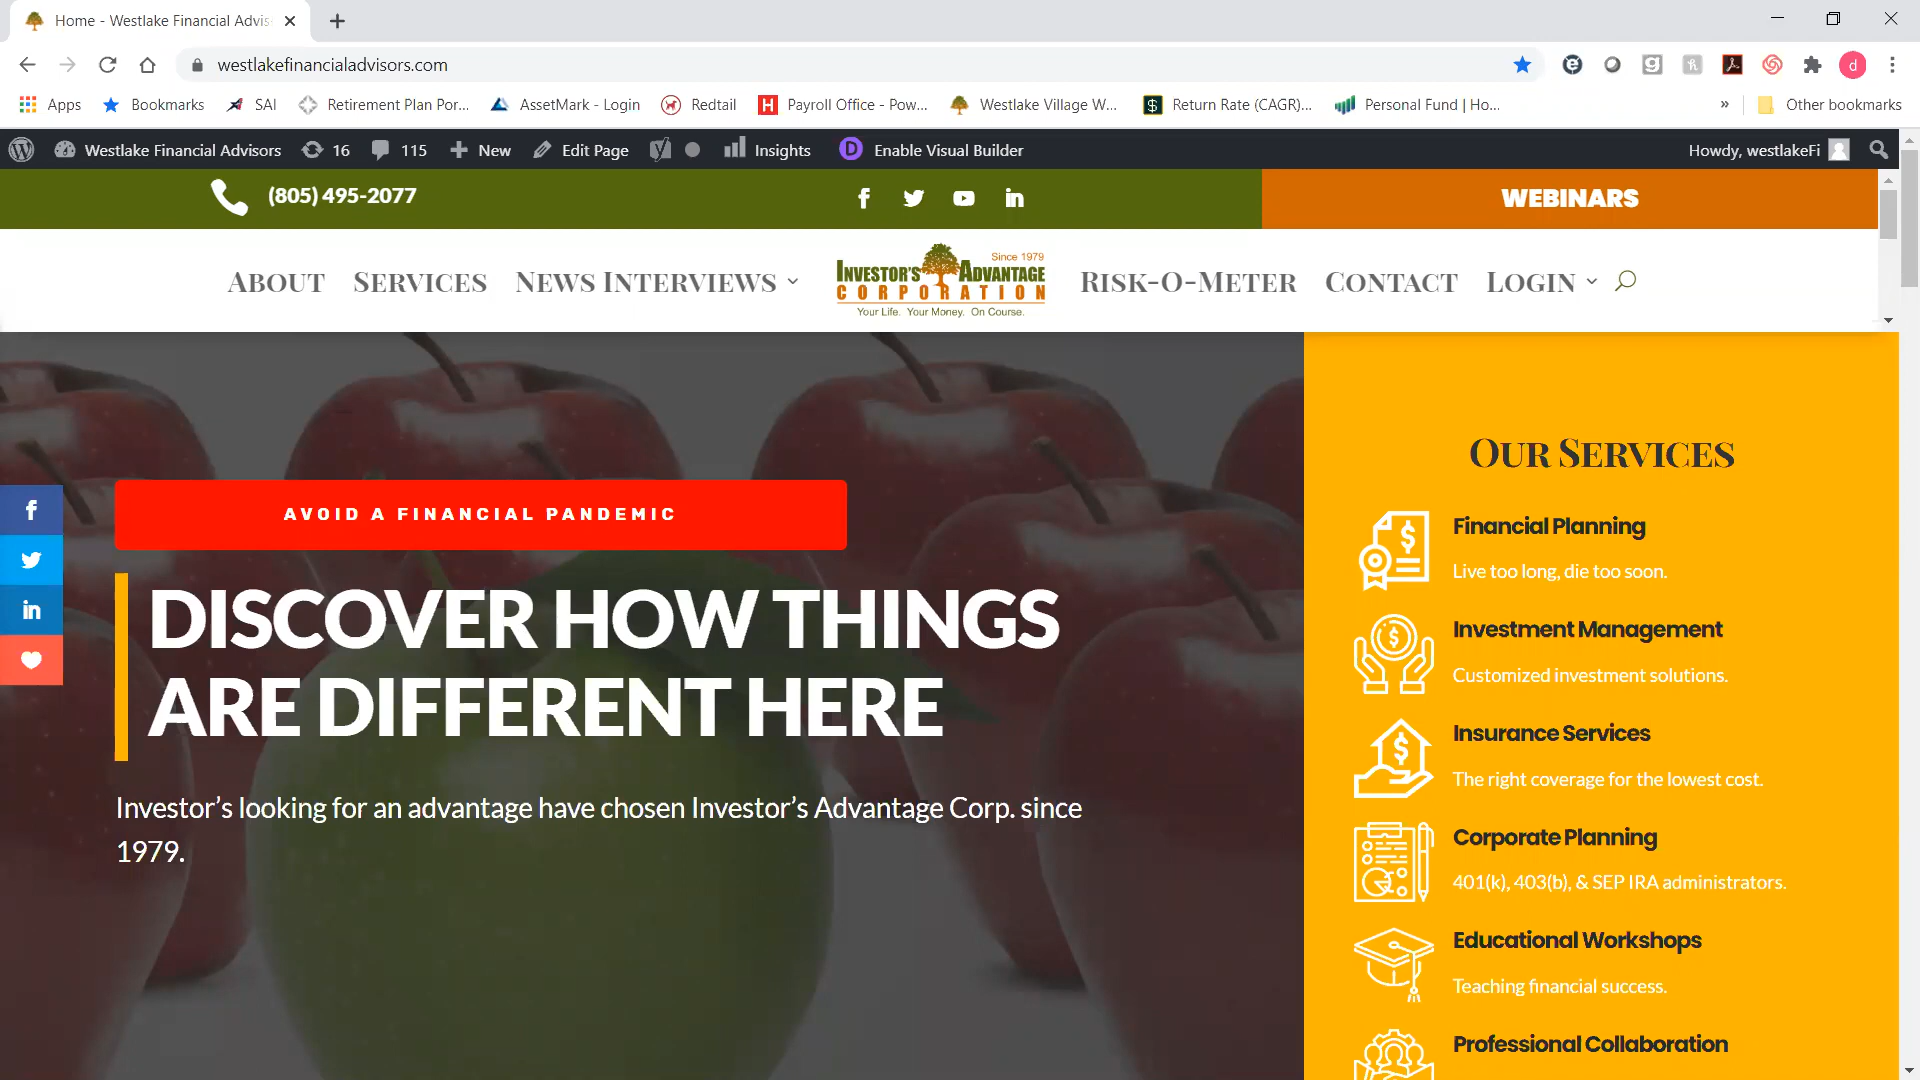 Home - Westlake Financial Advis
westlakefinancialadvisors.com
d
Apps
Bookmarks
SAI
Retirement Plan Por...
AssetMark - Login
Redtail
H
Payroll Office - Pow...
Westlake Village W...
Return Rate (CAGR)...
Personal Fund | Ho...
»
Other bookmarks
Westlake Financial Advisors
16
115
New
Edit Page
Insights
D
Enable Visual Builder
Howdy, westlakeFi
(805) 495-2077
WEBINARS
ABOUT
SERVICES
NEWS INTERVIEWS
Since 1979
INVESTOR'S ADVANTAGE
CORPORATION
Your Life. Your Money. On Course.
RISK-O-METER
CONTACT
LOGIN
AVOID A FINANCIAL PANDEMIC
DISCOVER HOW THINGS
ARE DIFFERENT HERE
Investor’s looking for an advantage have chosen Investor’s Advantage Corp. since
1979.
OUR SERVICES
Financial Planning
Live too long, die too soon.
Investment Management
Customized investment solutions.
Insurance Services
The right coverage for the lowest cost.
Corporate Planning
401(k), 403(b), & SEP IRA administrators.
Educational Workshops
Teaching financial success.
Professional Collaboration